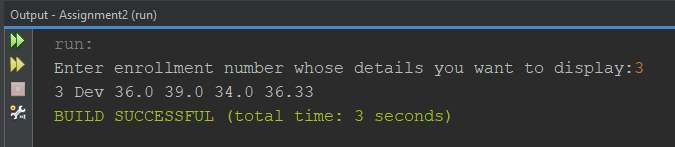 Output - Assignment2 (run)
run:
Enter enrollment number whose details you want to display:3
3 Dev 36.0 39.0 34.0 36.33
BUILD SUCCESSFUL (total time: 3 seconds)